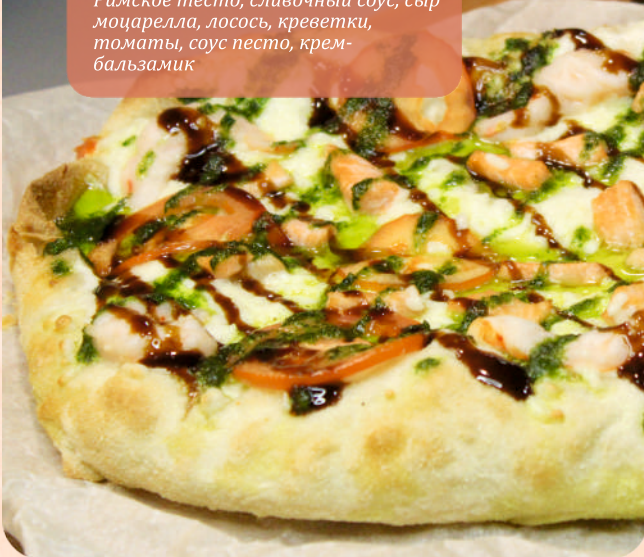 Римское тесто, сливочный соус, сыр
моцарелла, лосось, креветки,
томаты, соус песто, крем-
бальзамик